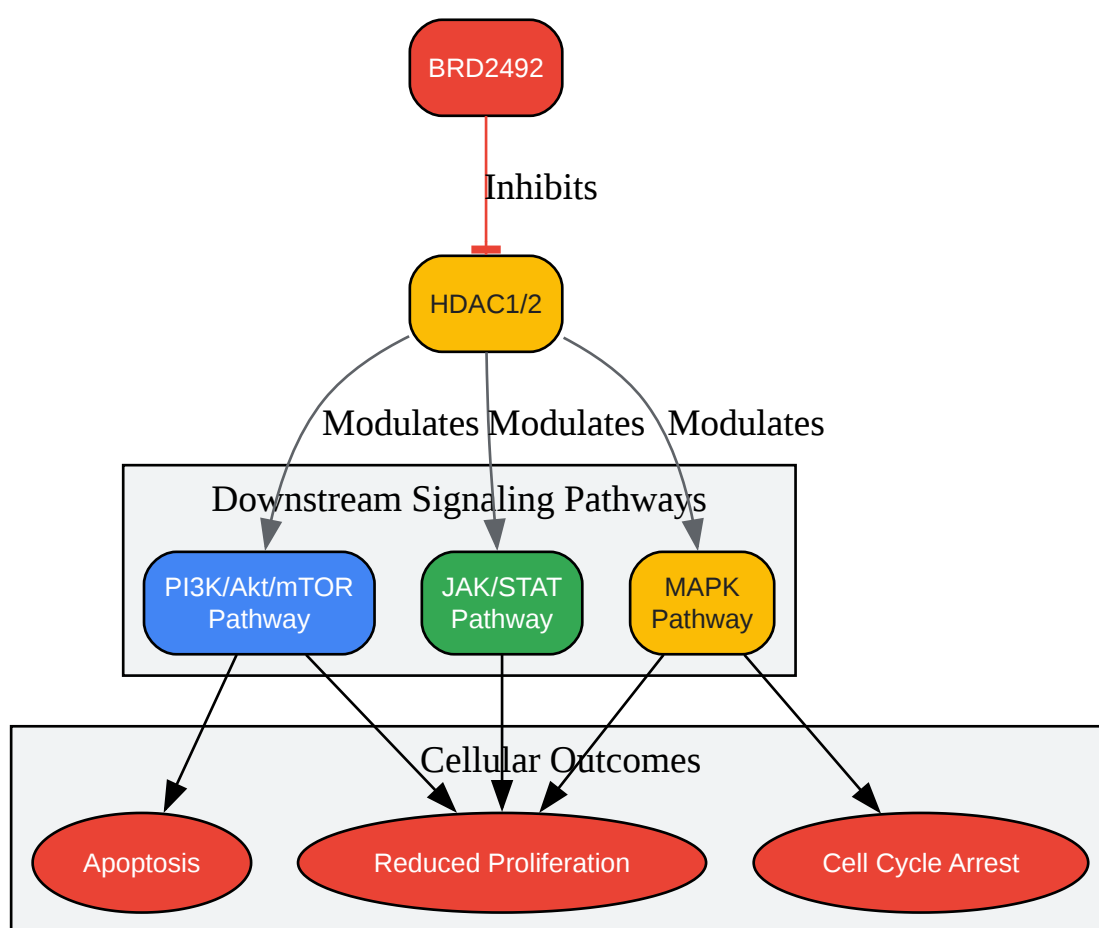 BRD2492
Inhibits
HDAC1/2
Modulates Modulates Modulates
Downstream Signaling Pathways
PI3K/Akt/mTOR
Pathway
JAK/STAT
Pathway
MAPK
Pathway
Cellular Outcomes
Apoptosis
Reduced Proliferation
Cell Cycle Arrest